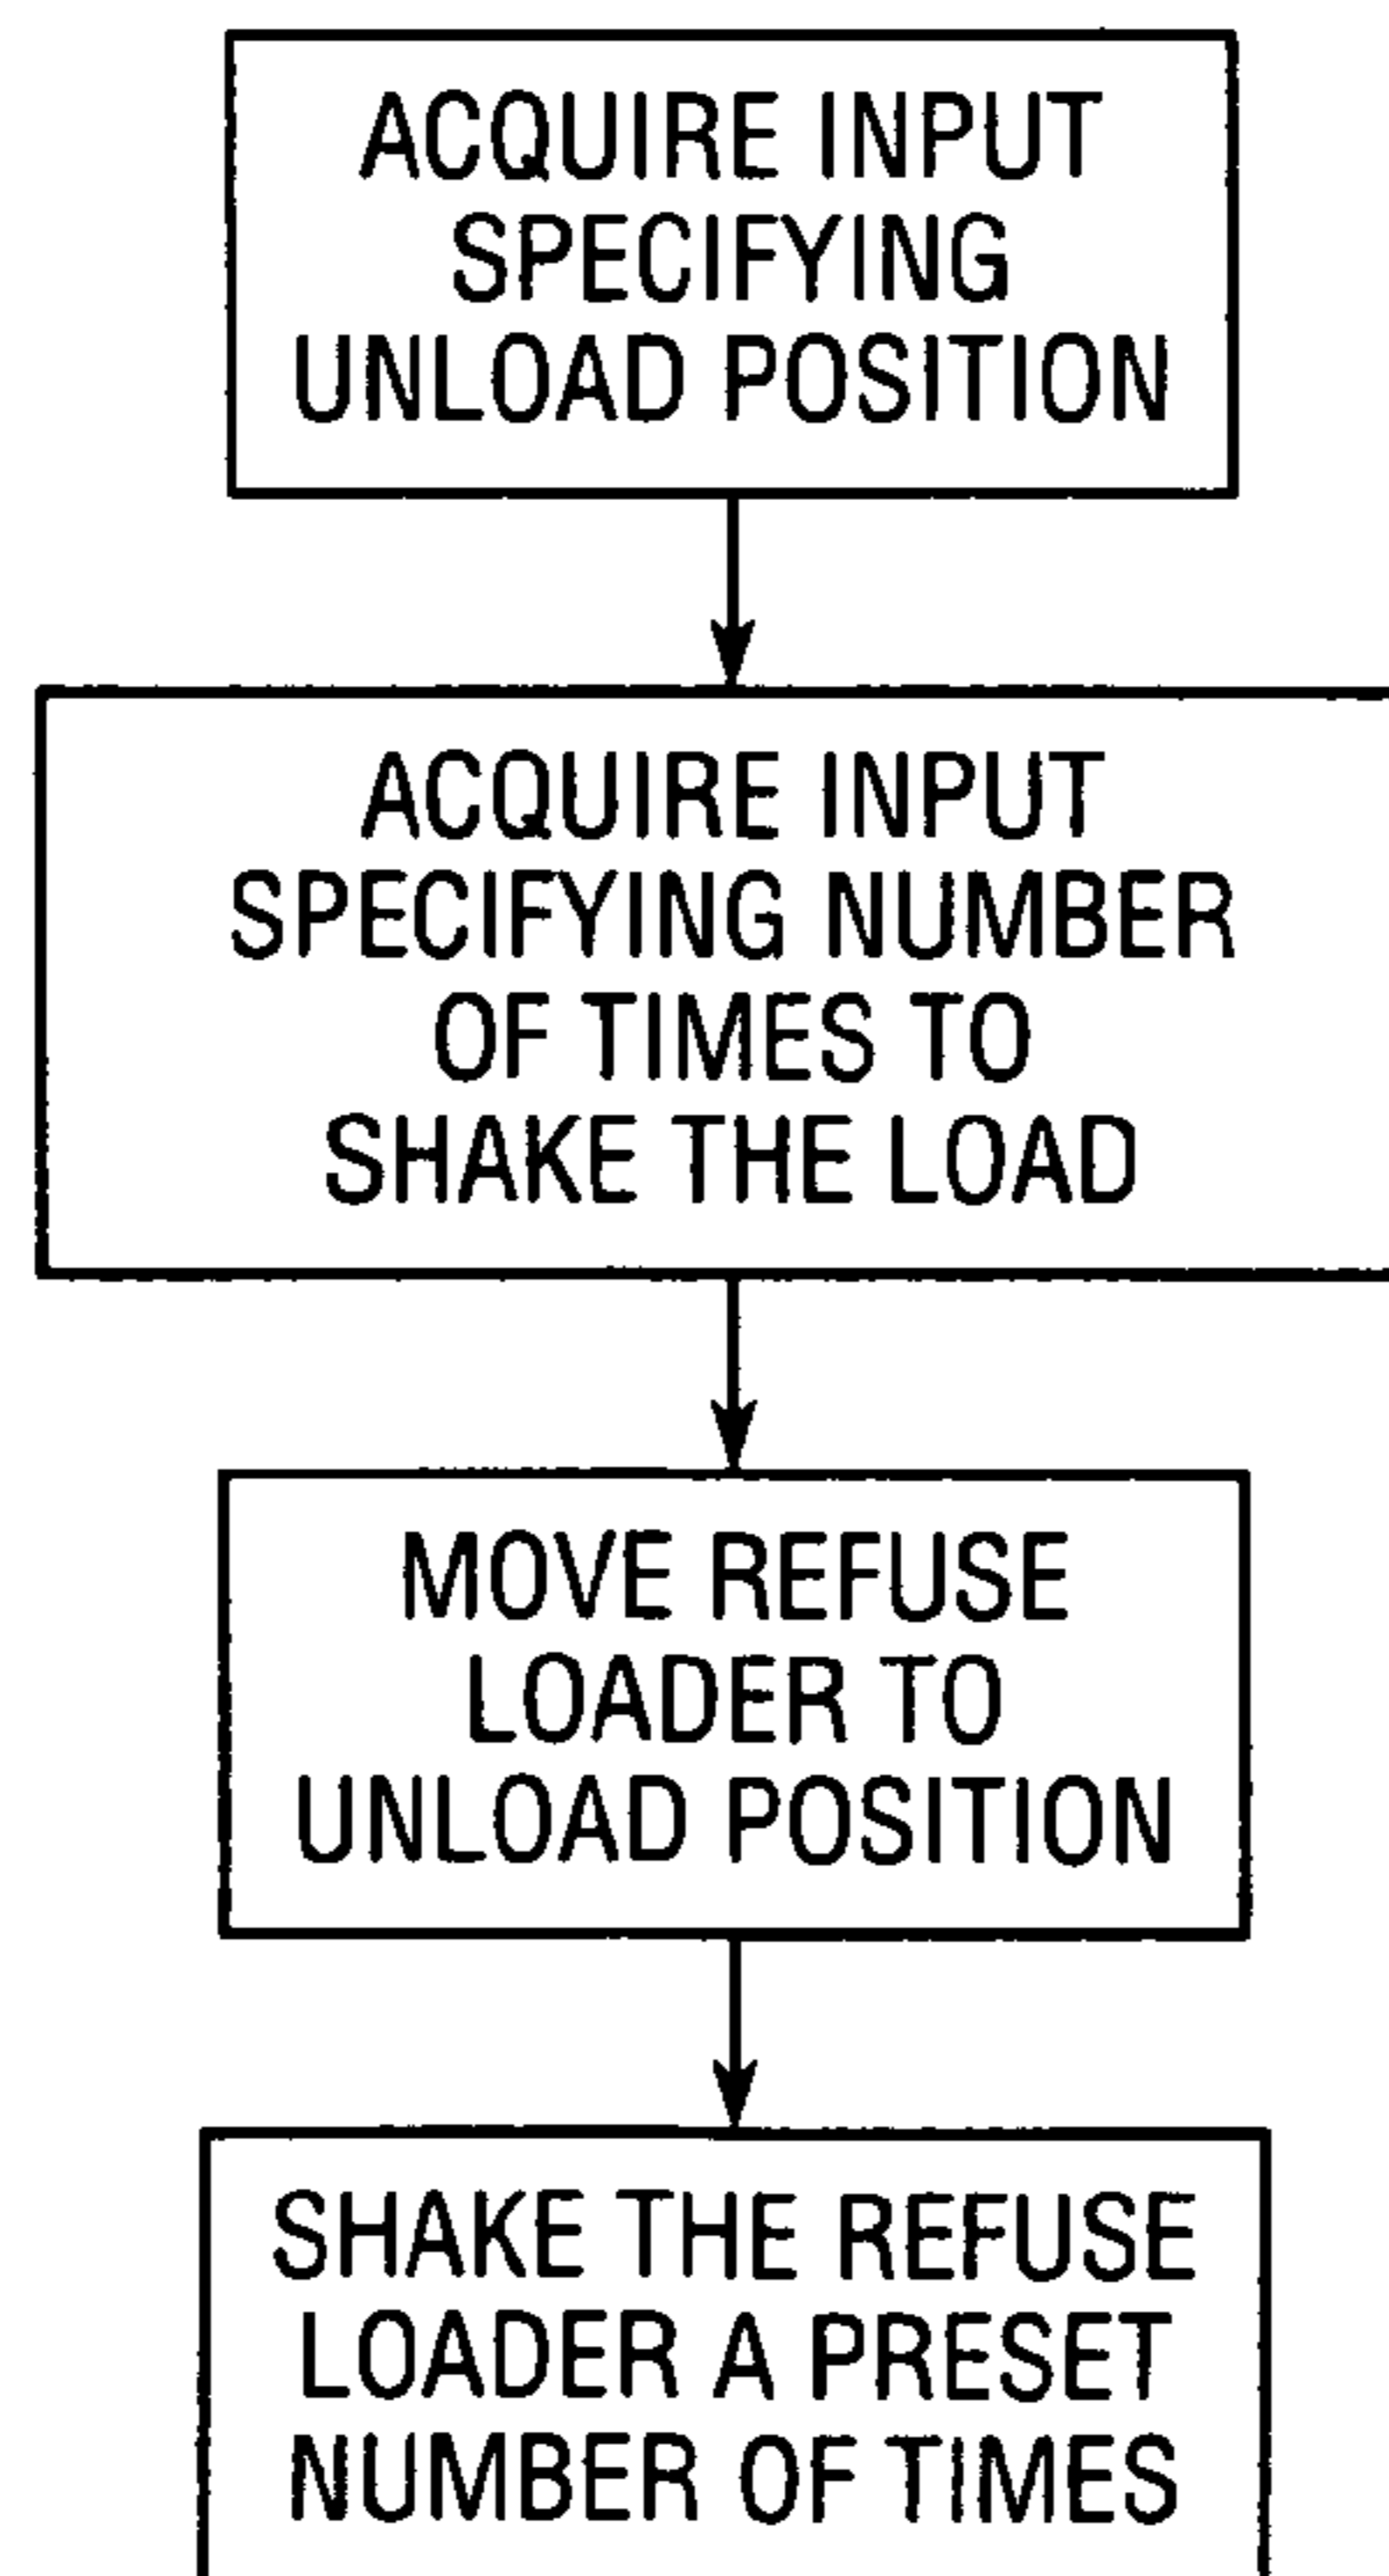 ACQUIRE INPUT
SPECIFYING
UNLOAD POSITION
ACQUIRE INPUT
SPECIFYING NUMBER
OF TIMES TO
SHAKE THE LOAD
MOVE REFUSE
LOADER TO
UNLOAD POSITION
SHAKE THE REFUSE
LOADER A PRESET
NUMBER OF TIMES